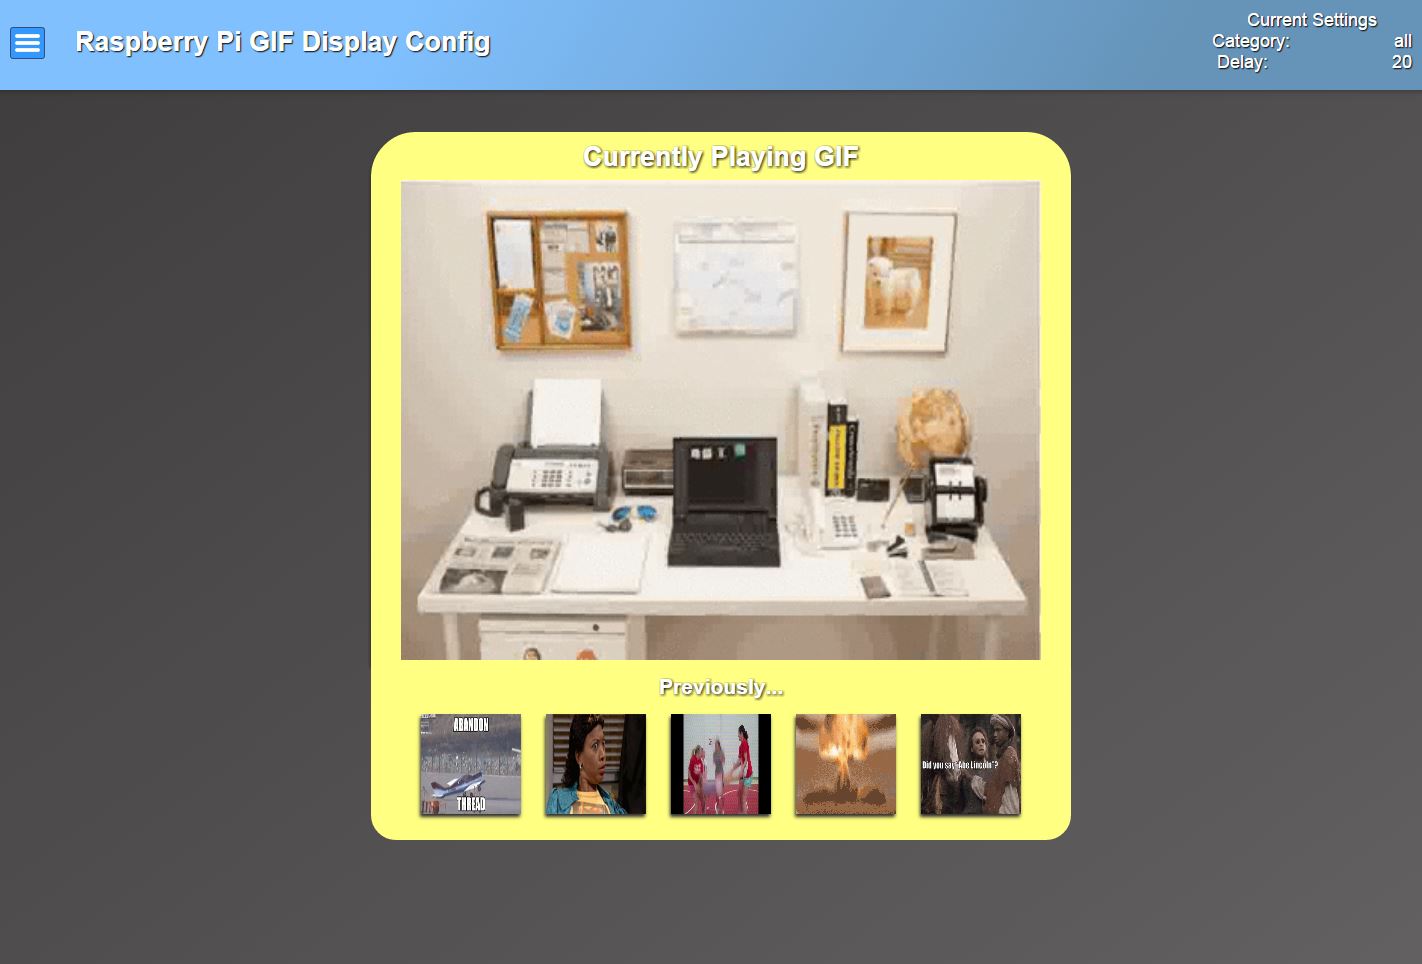 Raspberry Pi GIF Display Config
Current Settings
Category: all
Delay: 20
Currently Playing GIF
Previously...
ABANDON
THREAD
Did you say "Abe Lincoln"?